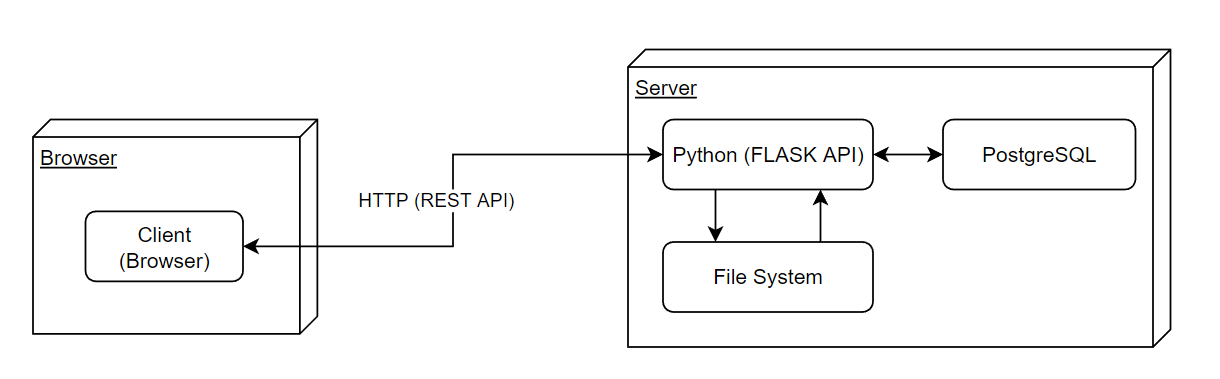 Server
Python (FLASK API)
PostgreSQL
Browser
HTTP (REST API)
Client
(Browser)
File System